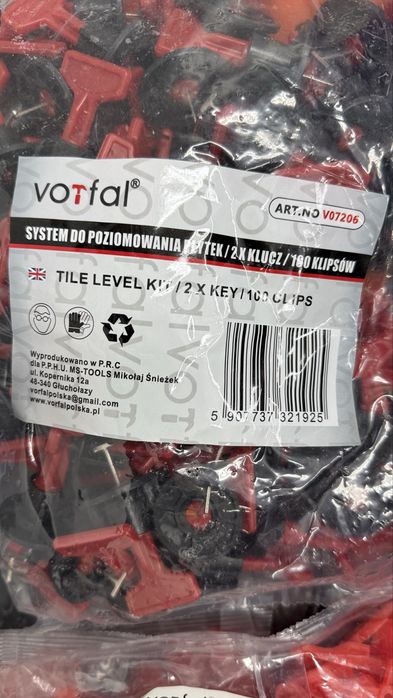 vorfal®
ART.NO V07206
SYSTEM DO POZIOMOWANIA PŁYTEK / 2 X KLUCZ / 100 KLIPSÓW
TILE LEVEL KIT / 2 X KEY / 100 CLIPS
Wyprodukowano w P.R.C
dla P.P.H.U. MS-TOOLS Mikołaj Śnieżek
ul. Kopernika 12a
48-340 Głuchołazy
vorfalpolska@gmail.com
www.vorfalpolska.pl
5 907737 321925